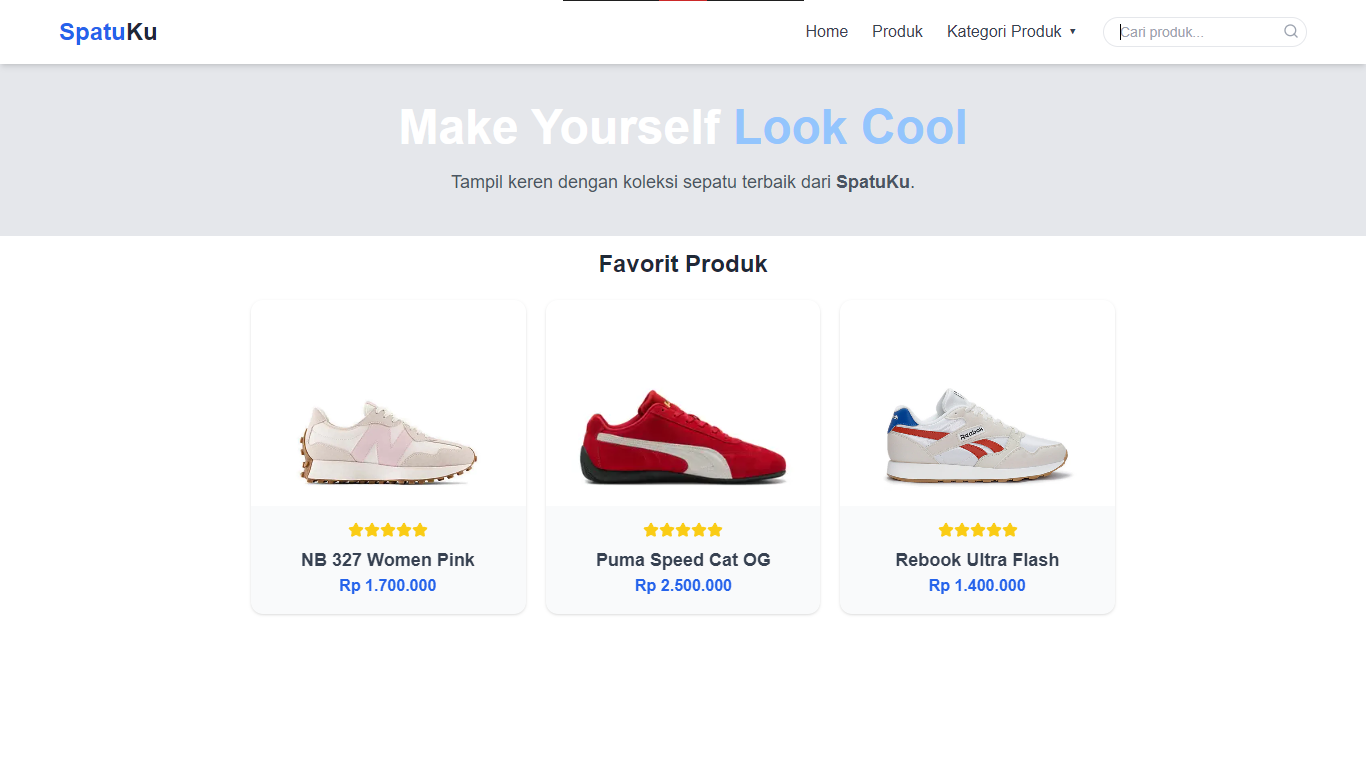 SpatuKu
Home Produk Kategori Produk ▼ Cari produk...
Make Yourself Look Cool
Tampil keren dengan koleksi sepatu terbaik dari SpatuKu.
Favorit Produk
NB 327 Women Pink
Rp 1.700.000
Puma Speed Cat OG
Rp 2.500.000
Reebok
Rebook Ultra Flash
Rp 1.400.000